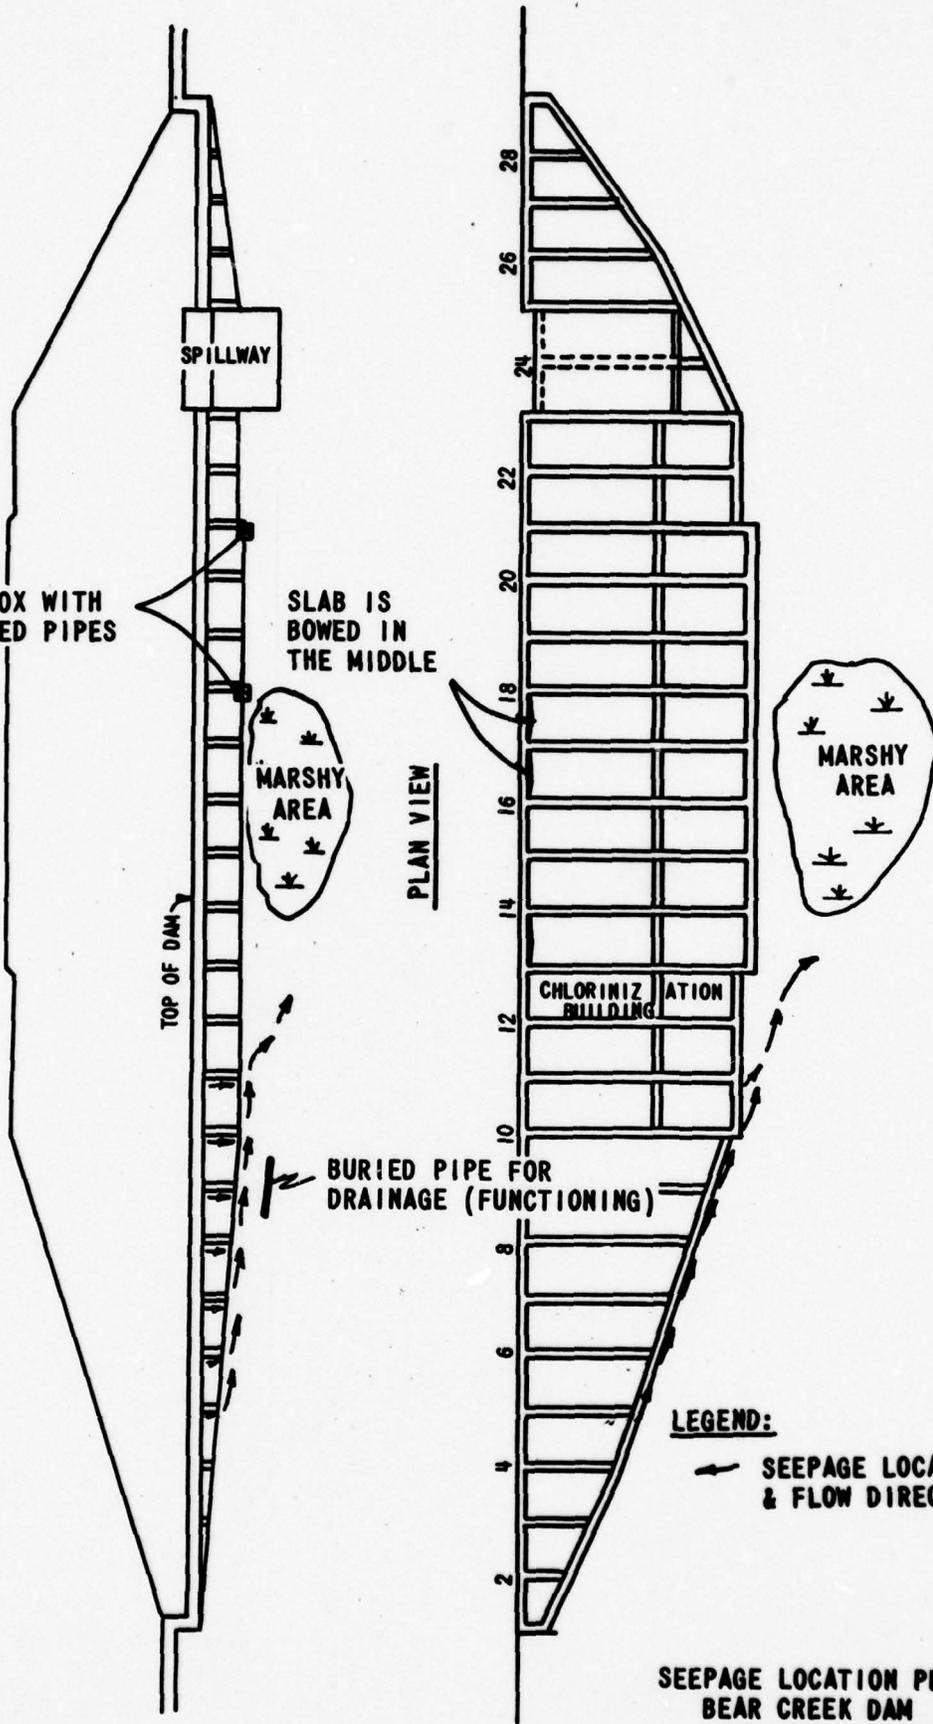 28
26
24
22
20
18
16
14
12
10
8
6
4
2
SPILLWAY
OX WITH
ED PIPES
SLAB IS
BOWED IN
THE MIDDLE
MARSHY
AREA
MARSHY
AREA
PLAN VIEW
TOP OF DAM
CHLORINIZATION
BUILDING
BURIED PIPE FOR
DRAINAGE (FUNCTIONING)
LEGEND:
SEEPAGE LOCA
& FLOW DIREC
SEEPAGE LOCATION PL
BEAR CREEK DAM